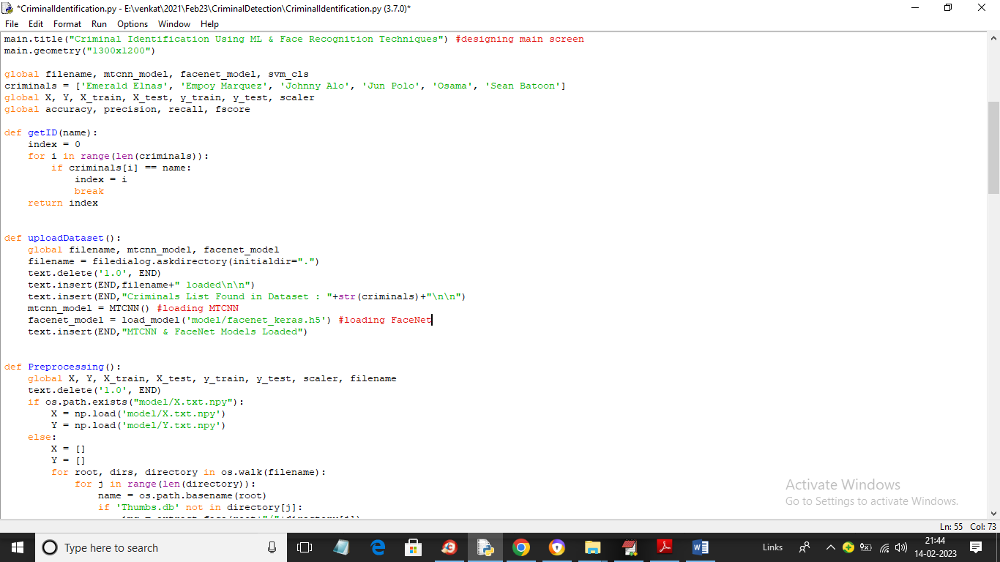 *CriminalIdentification.py - E:\venkat\2021\Feb23\CriminalDetection\CriminalIdentification.py (3.7.0)*
File Edit Format Run Options Window Help
main.title("Criminal Identification Using ML & Face Recognition Techniques") #designing main screen
main.geometry("1300x1200")

global filename, mtcnn_model, facenet_model, svm_cls
criminals = ['Emerald Elnas', 'Empoy Marquez', 'Johnny Alo', 'Jun Polo', 'Osama', 'Sean Batoon']
global X, Y, X_train, X_test, y_train, y_test, scaler
global accuracy, precision, recall, fscore

def getID(name):
    index = 0
    for i in range(len(criminals)):
        if criminals[i] == name:
            index = i
            break
    return index


def uploadDataset():
    global filename, mtcnn_model, facenet_model
    filename = filedialog.askdirectory(initialdir=".")
    text.delete('1.0', END)
    text.insert(END,filename+" loaded\n\n")
    text.insert(END,"Criminals List Found in Dataset : "+str(criminals)+"\n\n")
    mtcnn_model = MTCNN() #loading MTCNN
    facenet_model = load_model('model/facenet_keras.h5') #loading FaceNet
    text.insert(END,"MTCNN & FaceNet Models Loaded")


def Preprocessing():
    global X, Y, X_train, X_test, y_train, y_test, scaler, filename
    text.delete('1.0', END)
    if os.path.exists("model/X.txt.npy"):
        X = np.load('model/X.txt.npy')
        Y = np.load('model/Y.txt.npy')
    else:
        X = []
        Y = []
        for root, dirs, directory in os.walk(filename):
            for j in range(len(directory)):
                name = os.path.basename(root)
                if 'Thumbs.db' not in directory[j]:
Activate Windows
Go to Settings to activate Windows.
Ln: 55 Col: 73
Type here to search
Links
21:44
14-02-2023